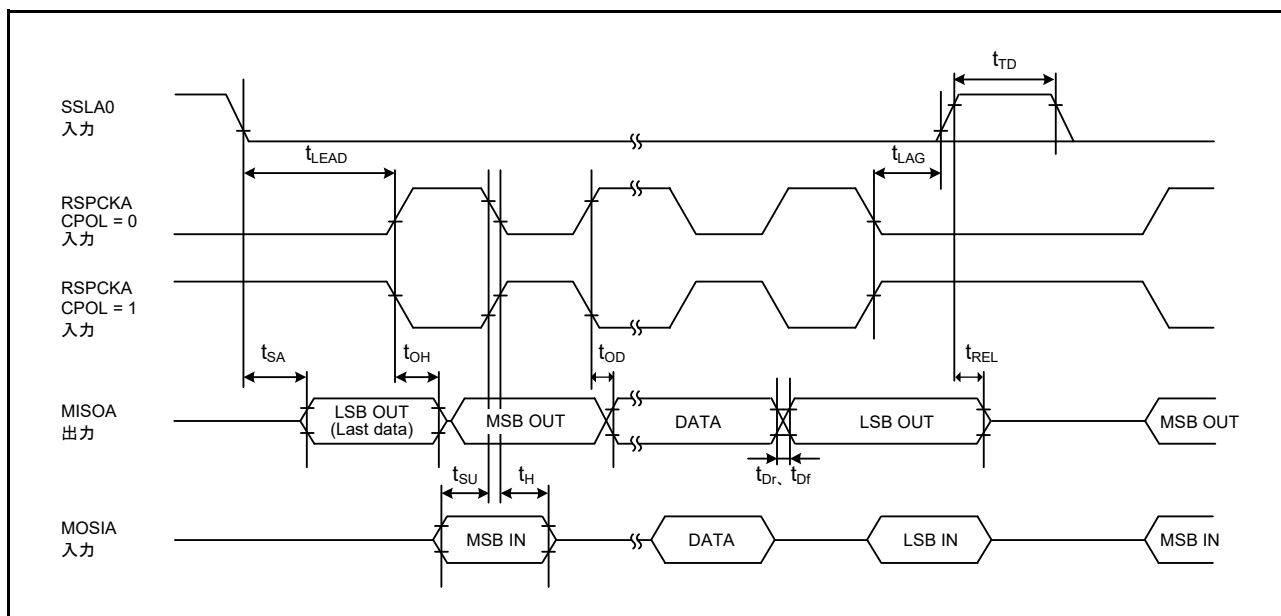 SSLA0
入力
tTD
tLEAD
tLAG
RSPCKA
CPOL = 0
入力
RSPCKA
CPOL = 1
入力
tSA
tOH
tOD
tREL
MISOA
出力
LSB OUT
(Last data)
MSB OUT
DATA
LSB OUT
MSB OUT
tSU
tH
tDr、tDf
MOSIA
入力
MSB IN
DATA
LSB IN
MSB IN